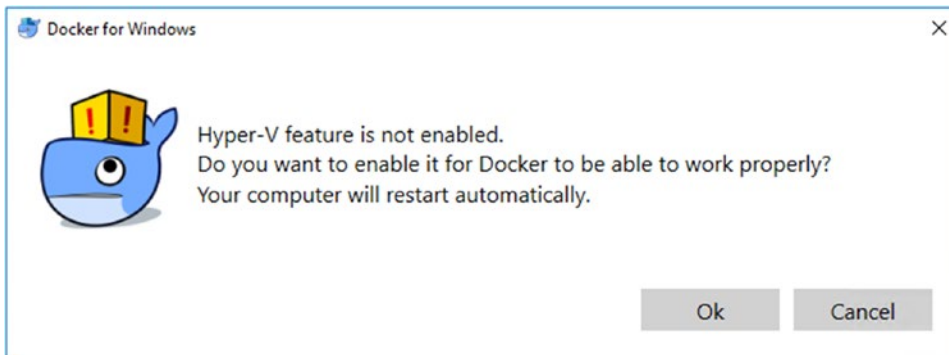 Docker for Windows
Hyper-V feature is not enabled.
Do you want to enable it for Docker to be able to work properly?
Your computer will restart automatically.
Ok Cancel